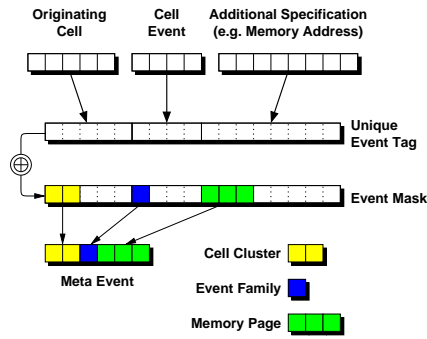 Originating
Cell
Cell
Event
Additional Specification
(e.g. Memory Address)
Unique
Event Tag
Event Mask
Meta Event
Cell Cluster
Event Family
Memory Page